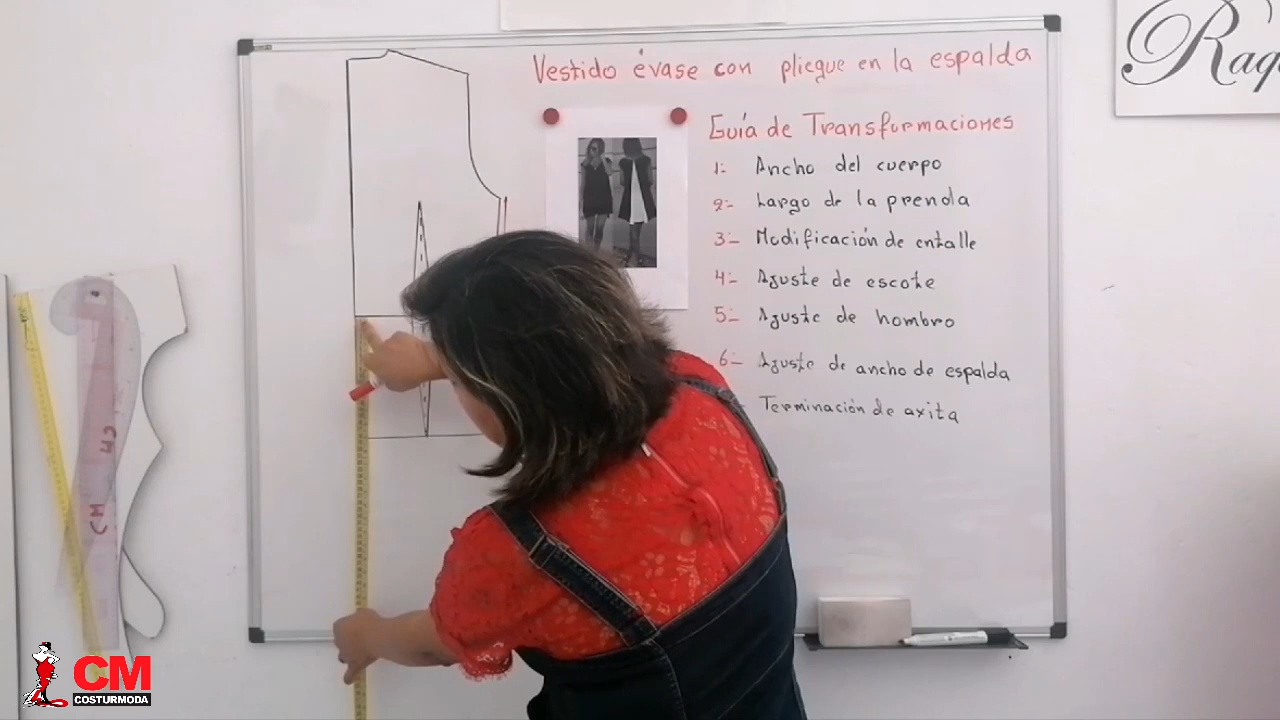 Vestido évase con pliegue en la espalda
Guía de Transformaciones
1:- Ancho del cuerpo
2:- Largo de la prenda
3:- Modificación de entalle
4:- Ajuste de escote
5:- Ajuste de hombro
6:- Ajuste de ancho de espalda
Terminación de axita
CM
CM
CM
COSTURMODA